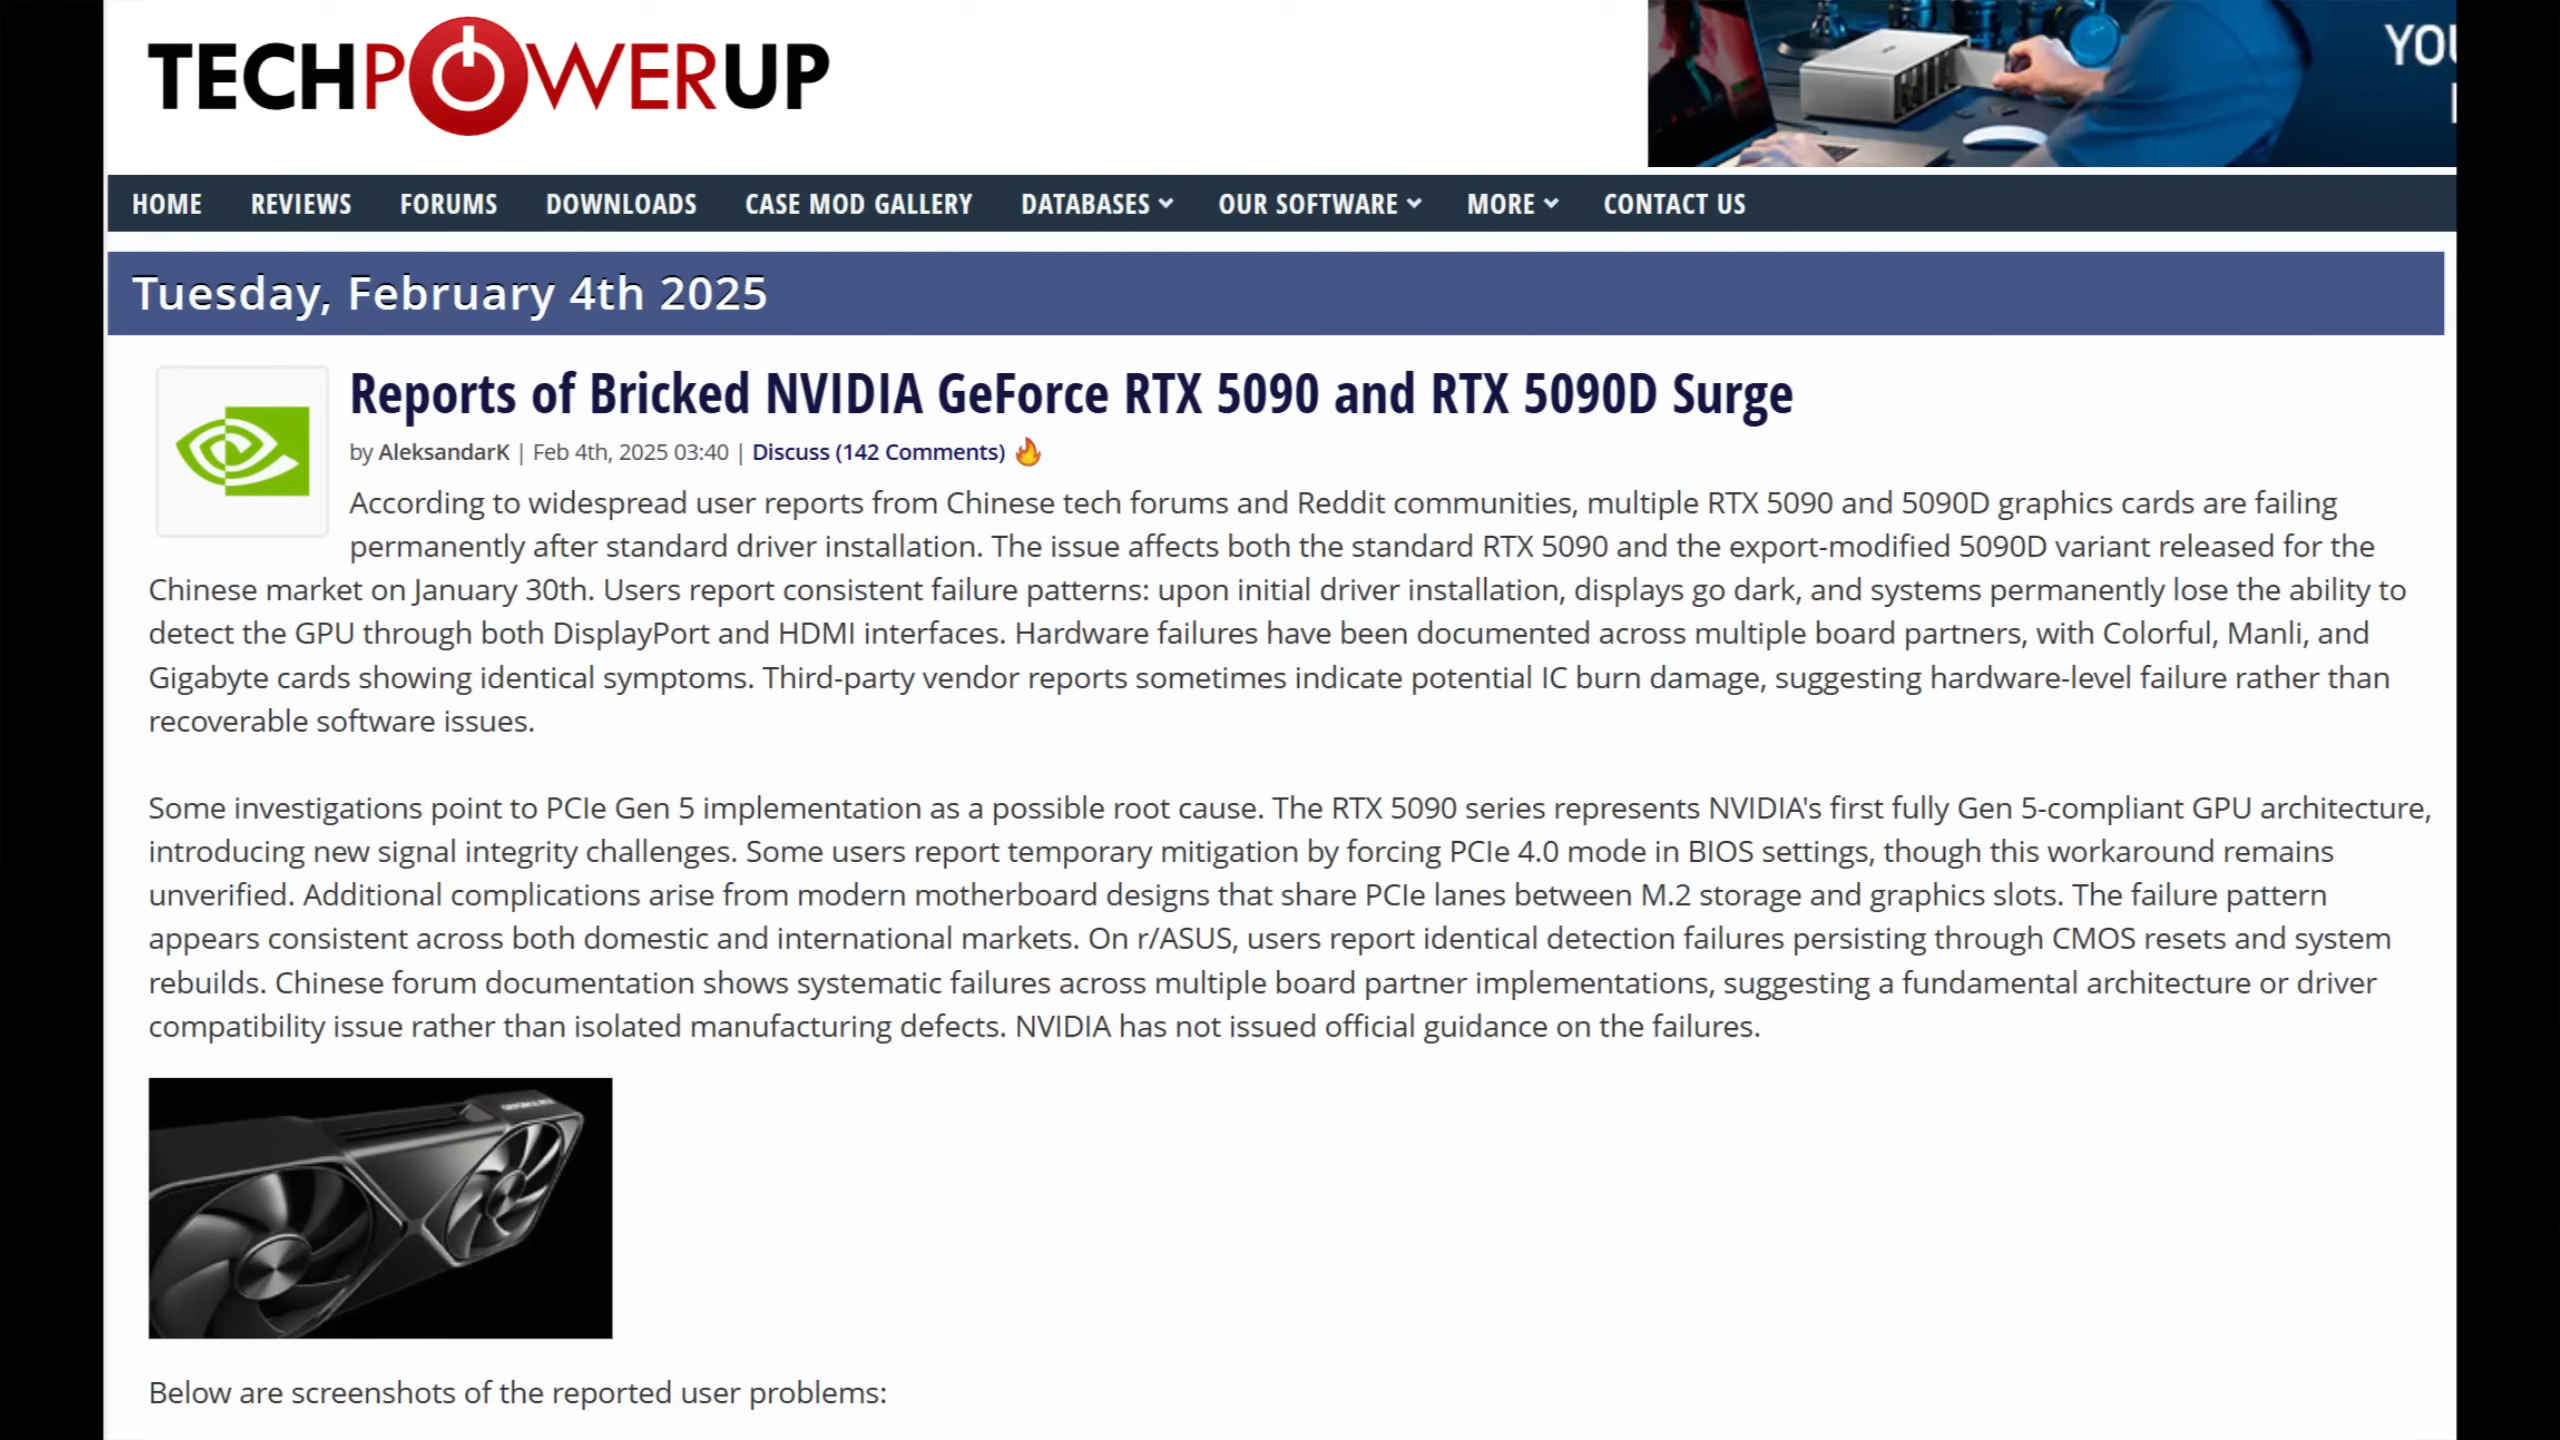 TECHPOWERUP
YOU
HOME REVIEWS FORUMS DOWNLOADS CASE MOD GALLERY DATABASES OUR SOFTWARE MORE CONTACT US
Tuesday, February 4th 2025
Reports of Bricked NVIDIA GeForce RTX 5090 and RTX 5090D Surge
by AleksandarK | Feb 4th, 2025 03:40 | Discuss (142 Comments)
According to widespread user reports from Chinese tech forums and Reddit communities, multiple RTX 5090 and 5090D graphics cards are failing
permanently after standard driver installation. The issue affects both the standard RTX 5090 and the export-modified 5090D variant released for the
Chinese market on January 30th. Users report consistent failure patterns: upon initial driver installation, displays go dark, and systems permanently lose the ability to
detect the GPU through both DisplayPort and HDMI interfaces. Hardware failures have been documented across multiple board partners, with Colorful, Manli, and
Gigabyte cards showing identical symptoms. Third-party vendor reports sometimes indicate potential IC burn damage, suggesting hardware-level failure rather than
recoverable software issues.
Some investigations point to PCIe Gen 5 implementation as a possible root cause. The RTX 5090 series represents NVIDIA's first fully Gen 5-compliant GPU architecture,
introducing new signal integrity challenges. Some users report temporary mitigation by forcing PCIe 4.0 mode in BIOS settings, though this workaround remains
unverified. Additional complications arise from modern motherboard designs that share PCIe lanes between M.2 storage and graphics slots. The failure pattern
appears consistent across both domestic and international markets. On r/ASUS, users report identical detection failures persisting through CMOS resets and system
rebuilds. Chinese forum documentation shows systematic failures across multiple board partner implementations, suggesting a fundamental architecture or driver
compatibility issue rather than isolated manufacturing defects. NVIDIA has not issued official guidance on the failures.
GEFORCE RTX
Below are screenshots of the reported user problems: